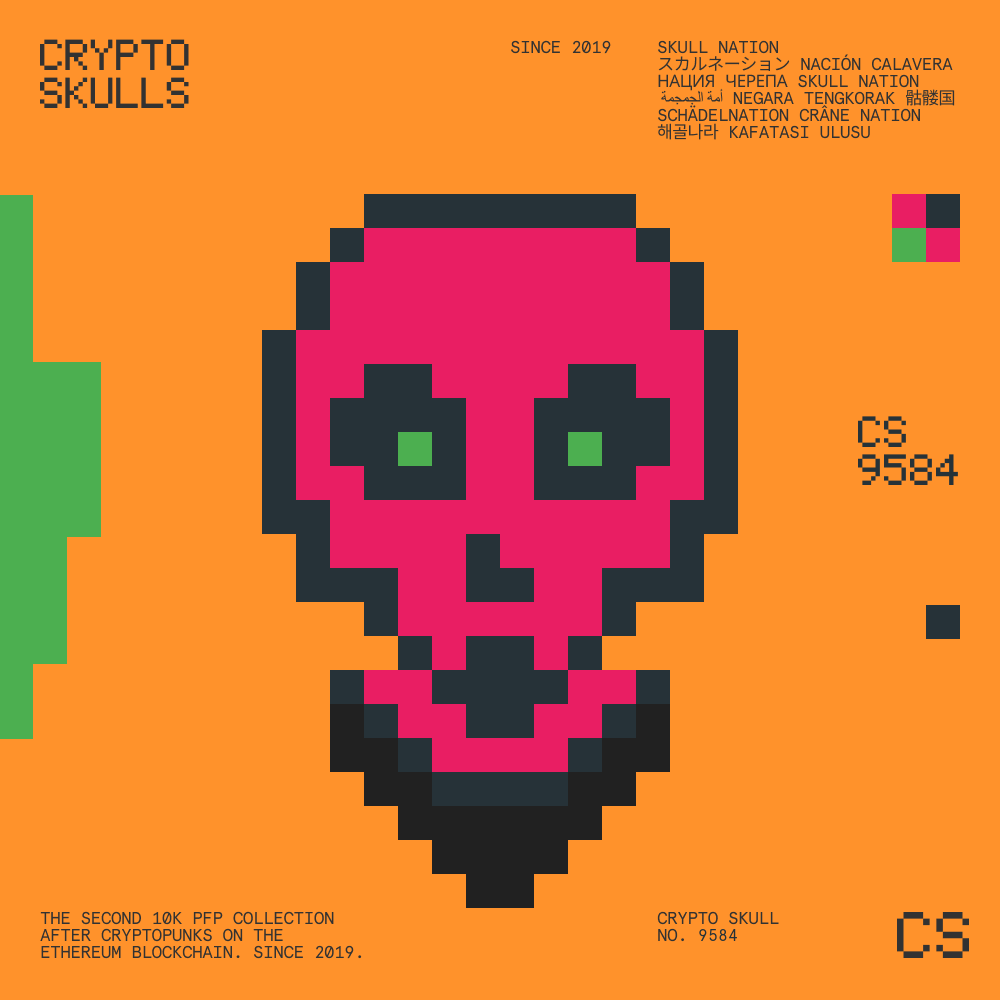 CRYPTO
SKULLS
SINCE 2019
SKULL NATION
スカルネーション NACIÓN CALAVERA
НАЦИЯ ЧЕРЕПА SKULL NATION
أمة الجمجمة NEGARA TENGKORAK 骷髅国
SCHÄDELNATION CRÂNE NATION
해골나라 KAFATASI ULUSU
CS
9584
THE SECOND 10K PFP COLLECTION
AFTER CRYPTOPUNKS ON THE
ETHEREUM BLOCKCHAIN. SINCE 2019.
CRYPTO SKULL
NO. 9584
CS